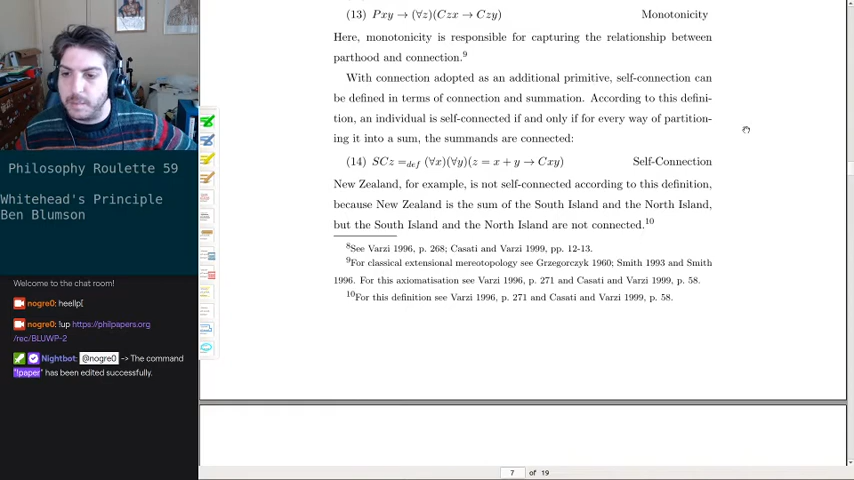 (13) Pxy → (∀z)(Czx → Czy) Monotonicity
Here, monotonicity is responsible for capturing the relationship between
parthood and connection.⁹
With connection adopted as an additional primitive, self-connection can
be defined in terms of connection and summation. According to this defini-
tion, an individual is self-connected if and only if for every way of partition-
ing it into a sum, the summands are connected:
(14) SCz =def (∀x)(∀y)(z = x + y → Cxy) Self-Connection
New Zealand, for example, is not self-connected according to this definition,
because New Zealand is the sum of the South Island and the North Island,
but the South Island and the North Island are not connected.¹⁰
⁸See Varzi 1996, p. 268; Casati and Varzi 1999, pp. 12-13.
⁹For classical extensional mereotopology see Grzegorczyk 1960; Smith 1993 and Smith
1996. For this axiomatisation see Varzi 1996, p. 271 and Casati and Varzi 1999, p. 58.
¹⁰For this definition see Varzi 1996, p. 271 and Casati and Varzi 1999, p. 58.
7 of 19
Philosophy Roulette 59
Whitehead's Principle
Ben Blumson
Welcome to the chat room!
nogre0: heellp[
nogre0: !up https://philpapers.org
/rec/BLUWP-2
Nightbot: @nogre0 -> The command
"!paper" has been edited successfully.